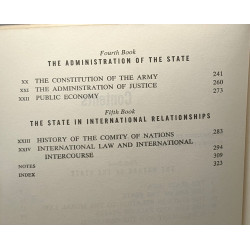 Fourth Book
THE ADMINISTRATION OF THE STATE
XX THE CONSTITUTION OF THE ARMY 241
XXI THE ADMINISTRATION OF JUSTICE 260
XXII PUBLIC ECONOMY 273
Fifth Book
THE STATE IN INTERNATIONAL RELATIONSHIPS
XXIII HISTORY OF THE COMITY OF NATIONS 283
XXIV INTERNATIONAL LAW AND INTERNATIONAL
INTERCOURSE 294
NOTES 309
INDEX 323